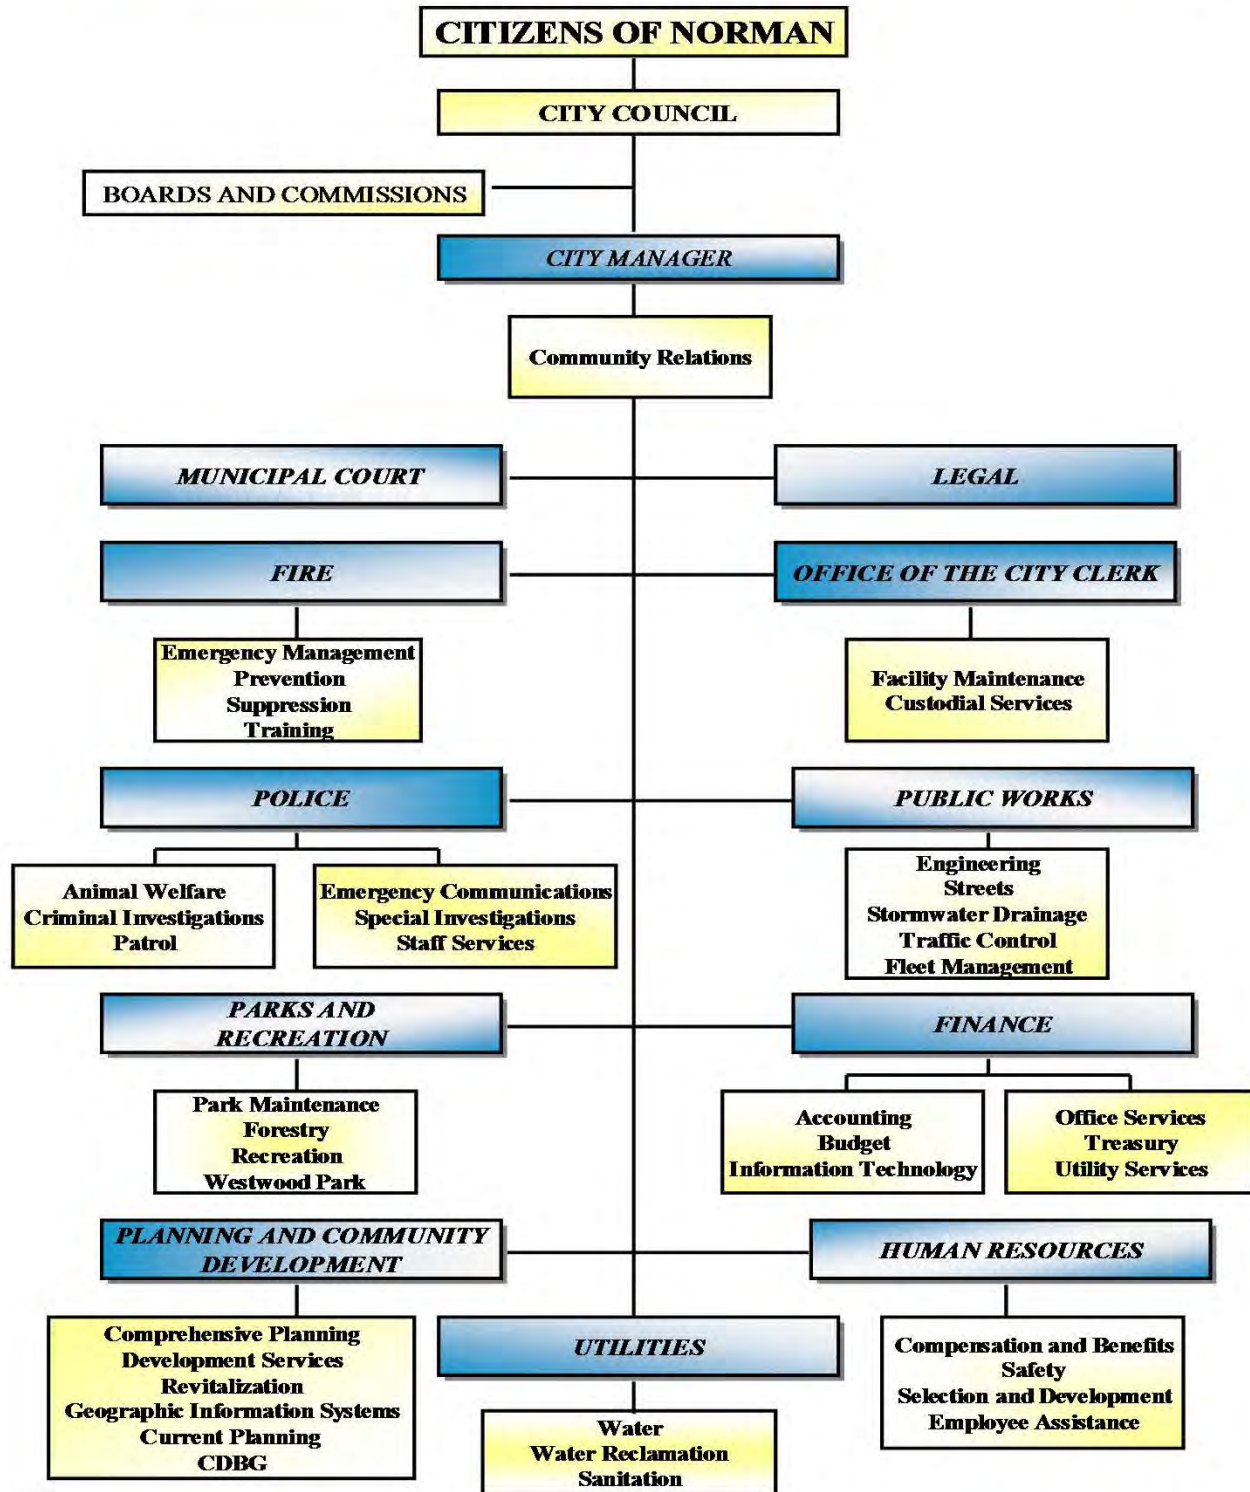 CITIZENS OF NORMAN
CITY COUNCIL
BOARDS AND COMMISSIONS
CITY MANAGER
Community Relations
MUNICIPAL COURT
LEGAL
FIRE
OFFICE OF THE CITY CLERK
Emergency Management
Prevention
Suppression
Training
Facility Maintenance
Custodial Services
POLICE
PUBLIC WORKS
Animal Welfare
Criminal Investigations
Patrol
Emergency Communications
Special Investigations
Staff Services
Engineering
Streets
Stormwater Drainage
Traffic Control
Fleet Management
PARKS AND
RECREATION
FINANCE
Park Maintenance
Forestry
Recreation
Westwood Park
Accounting
Budget
Information Technology
Office Services
Treasury
Utility Services
PLANNING AND COMMUNITY
DEVELOPMENT
HUMAN RESOURCES
Comprehensive Planning
Development Services
Revitalization
Geographic Information Systems
Current Planning
CDBG
UTILITIES
Water
Water Reclamation
Sanitation
Compensation and Benefits
Safety
Selection and Development
Employee Assistance